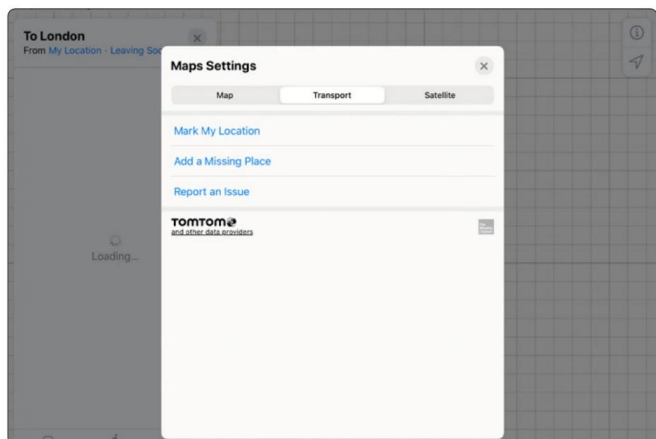 To London
From My Location · Leaving Soo
Maps Settings
Map
Transport
Satellite
Mark My Location
Add a Missing Place
Report an Issue
TOMTOM
and other data providers
Loading...